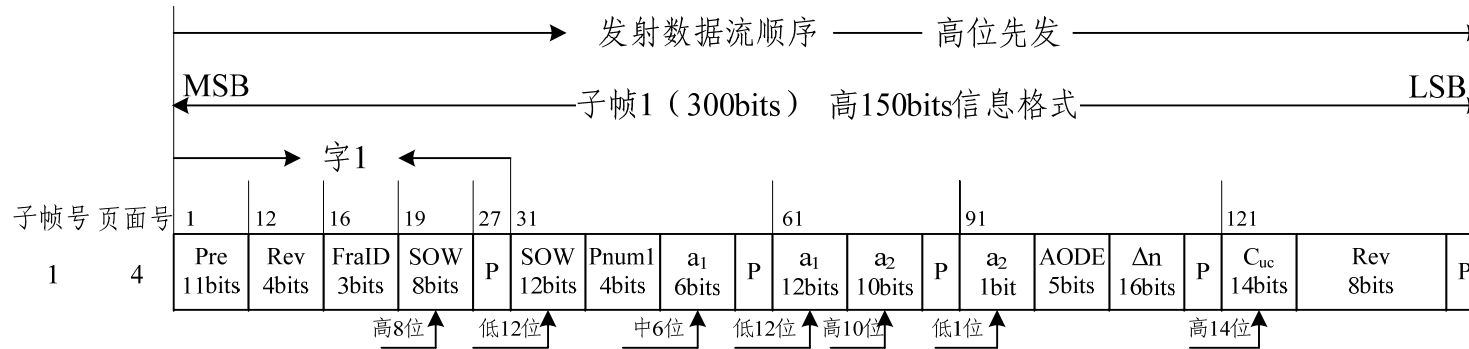 发射数据流顺序 高位先发
MSB LSB
子帧1（300bits） 高150bits信息格式
字1
子帧号 页面号 1 12 16 19 27 31 61 91 121
1 4 Pre 11bits Rev 4bits FraID 3bits SOW 8bits P SOW 12bits Pnum1 4bits a₁ 6bits P a₁ 12bits a₂ 10bits P a₂ 1bit AODE 5bits Δn 16bits P Cuc 14bits Rev 8bits P
高8位 低12位 中6位 低12位 高10位 低1位 高14位